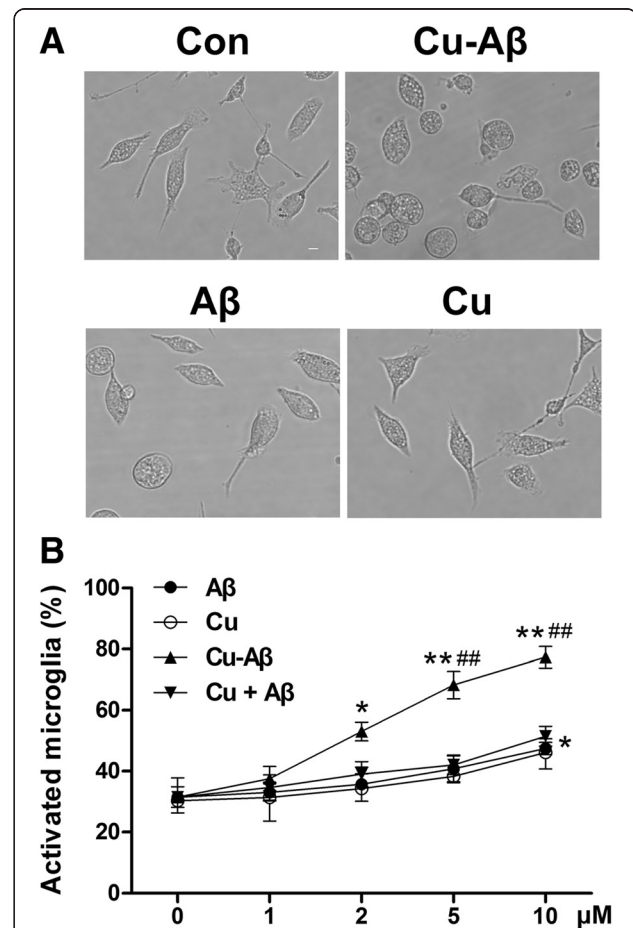 A
Con
Cu-Aβ
Aβ
Cu
B
Activated microglia (%)
100
80
60
40
20
0
Aβ
Cu
Cu-Aβ
Cu + Aβ
*
**##
**##
*
0 1 2 5 10 μM